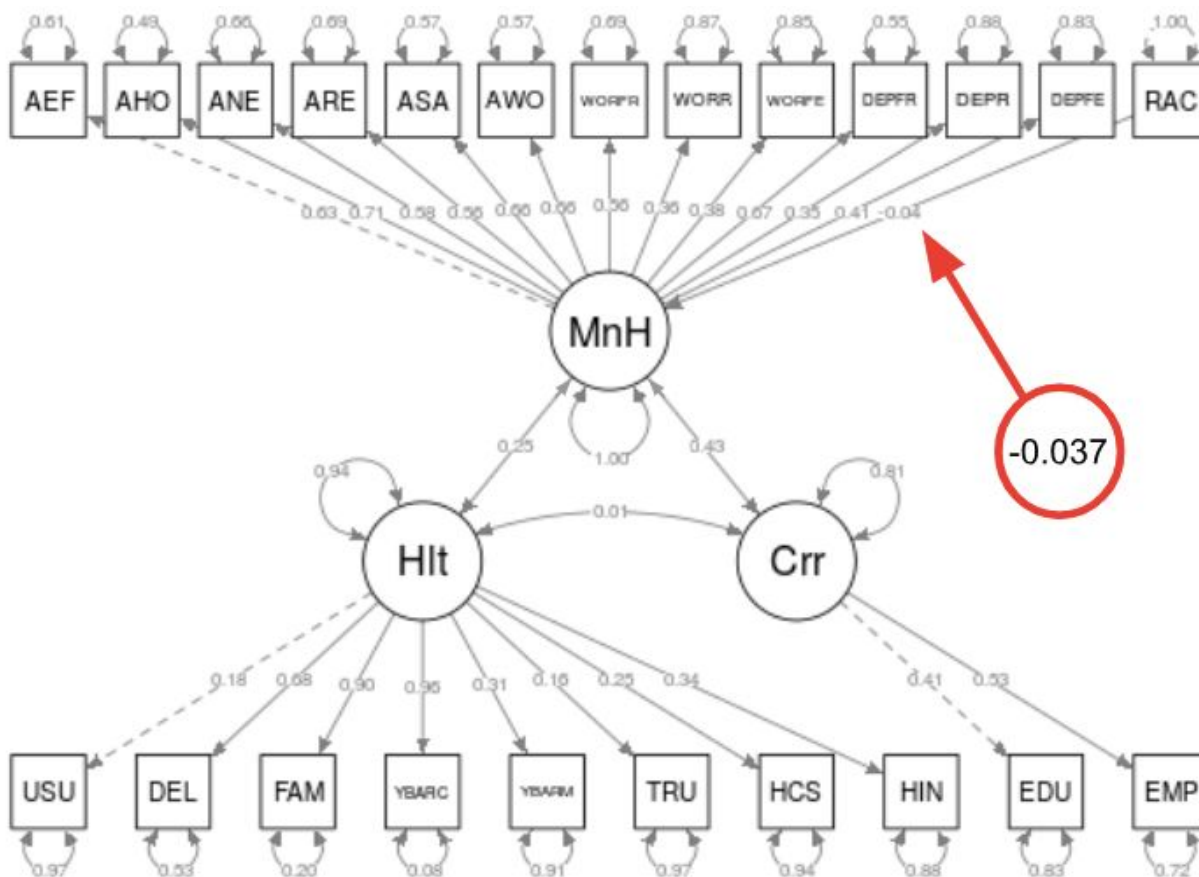 0.61 0.49 0.66 0.69 0.57 0.57 0.69 0.87 0.85 0.55 0.88 0.83 1.00
AEF AHO ANE ARE ASA AWO WORFR WORR WORFE DEPFR DEPR DEPFE RAC
0.63 0.71 0.58 0.56 0.66 0.66 0.56 0.36 0.38 0.67 0.35 0.41 -0.04
MnH
0.25 1.00 0.43
-0.037
0.94 0.81
0.01
Hlt Crr
0.18 0.68 0.90 0.96 0.31 0.16 0.25 0.34 0.41 0.53
USU DEL FAM YBARC YBARM TRU HCS HIN EDU EMP
0.97 0.53 0.20 0.08 0.91 0.97 0.94 0.88 0.83 0.72